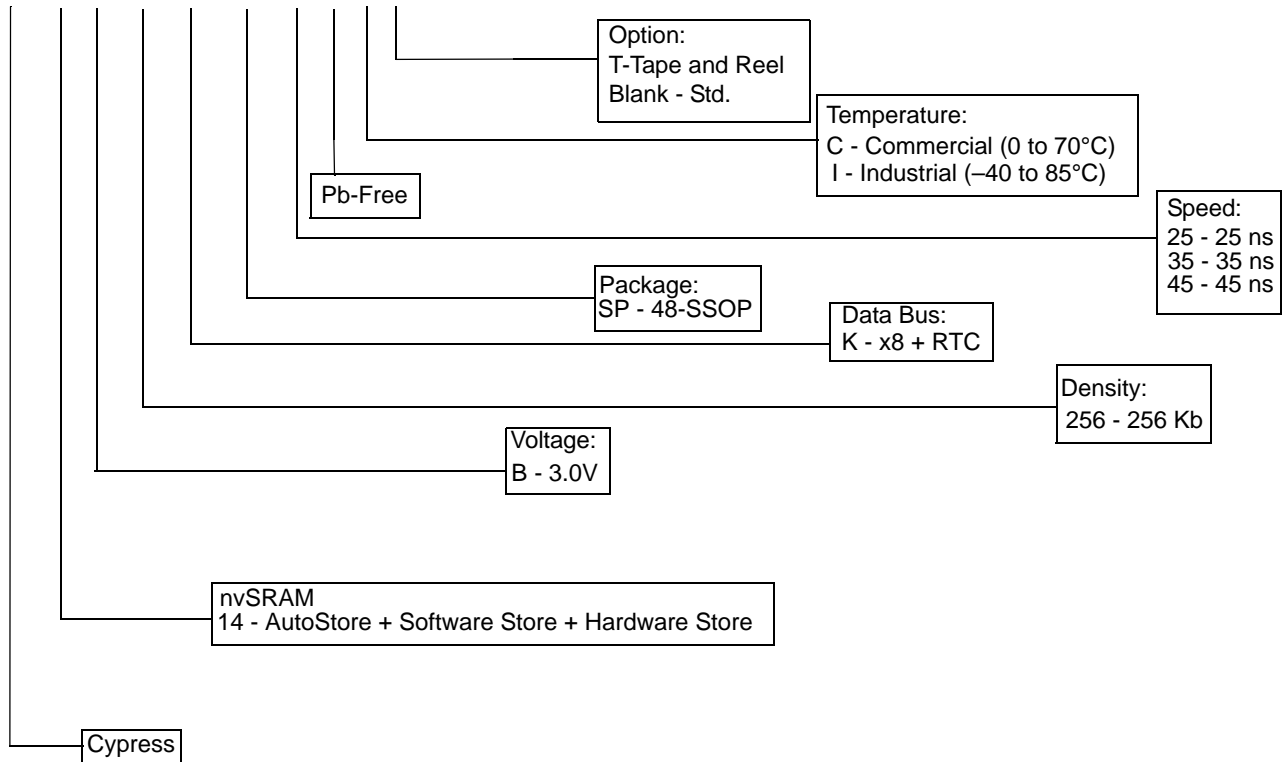 Option:
T-Tape and Reel
Blank - Std.
Temperature:
C - Commercial (0 to 70°C)
I - Industrial (–40 to 85°C)
Pb-Free
Speed:
25 - 25 ns
35 - 35 ns
45 - 45 ns
Package:
SP - 48-SSOP
Data Bus:
K - x8 + RTC
Density:
256 - 256 Kb
Voltage:
B - 3.0V
nvSRAM
14 - AutoStore + Software Store + Hardware Store
Cypress